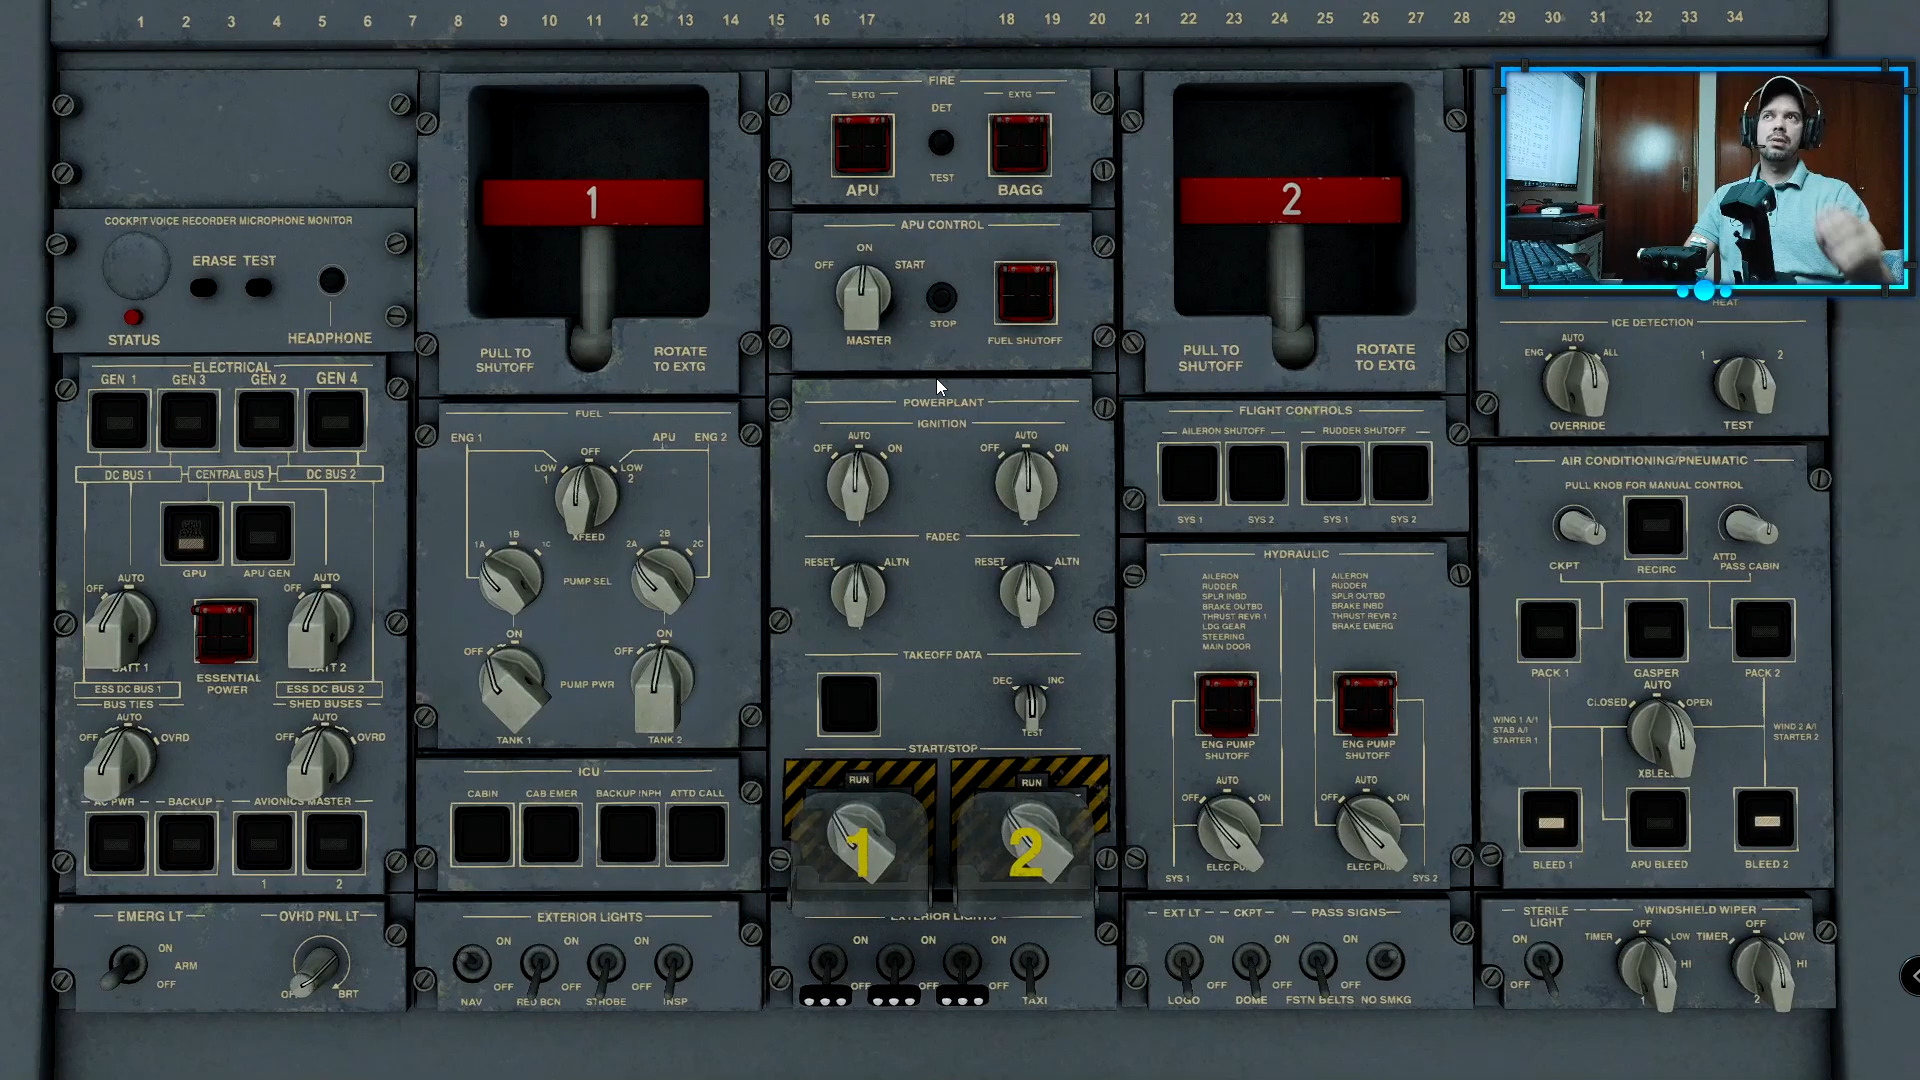 1 2 3 4 5 6 7 8 9 10 11 12 13 14 15 16 17 18 19 20 21 22 23 24 25 26 27 28 29 30 31 32 33 34
COCKPIT VOICE RECORDER MICROPHONE MONITOR
ERASE TEST
STATUS
HEADPHONE
ELECTRICAL
GEN 1 GEN 3 GEN 2 GEN 4
DC BUS 1 CENTRAL BUS DC BUS 2
GPU APU GEN
OFF AUTO
OFF AUTO
BATT 1
BATT 2
ESSENTIAL
POWER
ESS DC BUS 1
ESS DC BUS 2
BUS TIES
SHED BUSES
OFF AUTO OVRD
OFF AUTO OVRD
AC PWR BACKUP AVIONICS MASTER
1 2
EMERG LT
ON
ARM
OFF
OVHD PNL LT
BRT
1
PULL TO
SHUTOFF
ROTATE
TO EXTG
FUEL
ENG 1 APU ENG 2
OFF
LOW
1
LOW
2
XFEED
1A 1B 1C
2A 2B 2C
PUMP SEL
OFF ON
OFF ON
PUMP PWR
TANK 1
TANK 2
ICU
CABIN CAB EMER BACKUP INPH ATTD CALL
EXTERIOR LIGHTS
ON ON ON ON
OFF OFF OFF OFF
NAV RED BCN STROBE INSP
FIRE
EXTG DET EXTG
APU TEST BAGG
APU CONTROL
OFF ON START
MASTER
STOP
FUEL SHUTOFF
POWERPLANT
IGNITION
OFF AUTO ON
OFF AUTO ON
FADEC
RESET ALTN
RESET ALTN
TAKEOFF DATA
DEC INC
TEST
START/STOP
RUN RUN
1 2
EXTERIOR LIGHTS
ON ON ON
OFF OFF OFF
TAXI
2
PULL TO
SHUTOFF
ROTATE
TO EXTG
FLIGHT CONTROLS
AILERON SHUTOFF RUDDER SHUTOFF
SYS 1 SYS 2 SYS 1 SYS 2
HYDRAULIC
AILERON
RUDDER
SPLR INBD
BRAKE OUTBD
THRUST REVR 1
LDG GEAR
STEERING
MAIN DOOR
AILERON
RUDDER
SPLR OUTBD
BRAKE INBD
THRUST REVR 2
BRAKE EMERG
ENG PUMP
SHUTOFF
ENG PUMP
SHUTOFF
OFF AUTO ON
OFF AUTO ON
SYS 1
SYS 2
EXT LT CKPT PASS SIGNS
ON ON ON
OFF OFF OFF
LOGO DOME FSTN BELTS NO SMKG
HEAT
ICE DETECTION
ENG AUTO ALL
1 2
OVERRIDE TEST
AIR CONDITIONING/PNEUMATIC
PULL KNOB FOR MANUAL CONTROL
CKPT
RECIRC
ATTD
PASS CABIN
PACK 1 GASPER PACK 2
CLOSED AUTO OPEN
WING 1 A/I
STAB A/I
STARTER 1
WIND 2 A/I
STARTER 2
BLEED 1 APU BLEED BLEED 2
STERILE
LIGHT
ON
OFF
WINDSHIELD WIPER
TIMER OFF LOW
HI
1
TIMER OFF LOW
HI
2